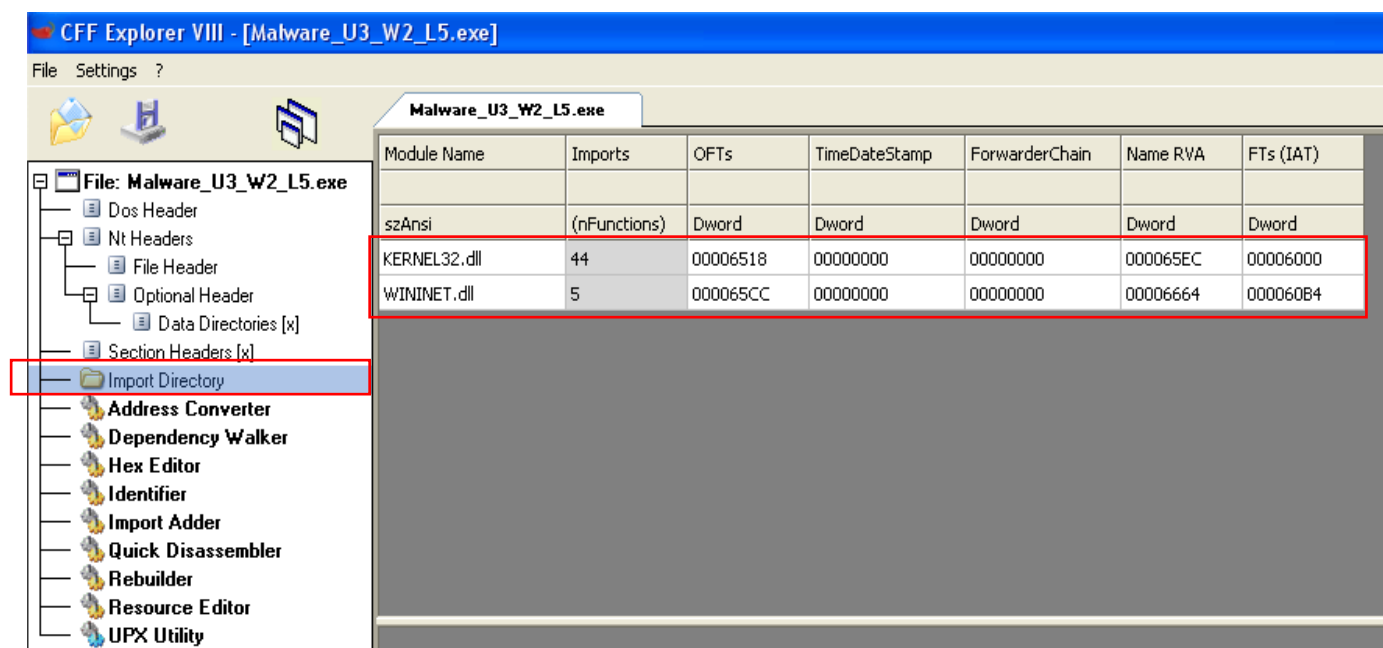 CFF Explorer VIII - [Malware_U3_W2_L5.exe]
File Settings ?
Malware_U3_W2_L5.exe
File: Malware_U3_W2_L5.exe
Dos Header
Nt Headers
File Header
Optional Header
Data Directories [x]
Section Headers [x]
Import Directory
Address Converter
Dependency Walker
Hex Editor
Identifier
Import Adder
Quick Disassembler
Rebuilder
Resource Editor
UPX Utility
Module Name Imports OFTs TimeDateStamp ForwarderChain Name RVA FTs (IAT)
szAnsi (nFunctions) Dword Dword Dword Dword Dword
KERNEL32.dll 44 00006518 00000000 00000000 000065EC 00006000
WININET.dll 5 000065CC 00000000 00000000 00006664 000060B4